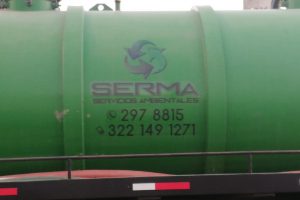 SERMA
SERVICIOS AMBIENTALES
297 8815
322 149 1271